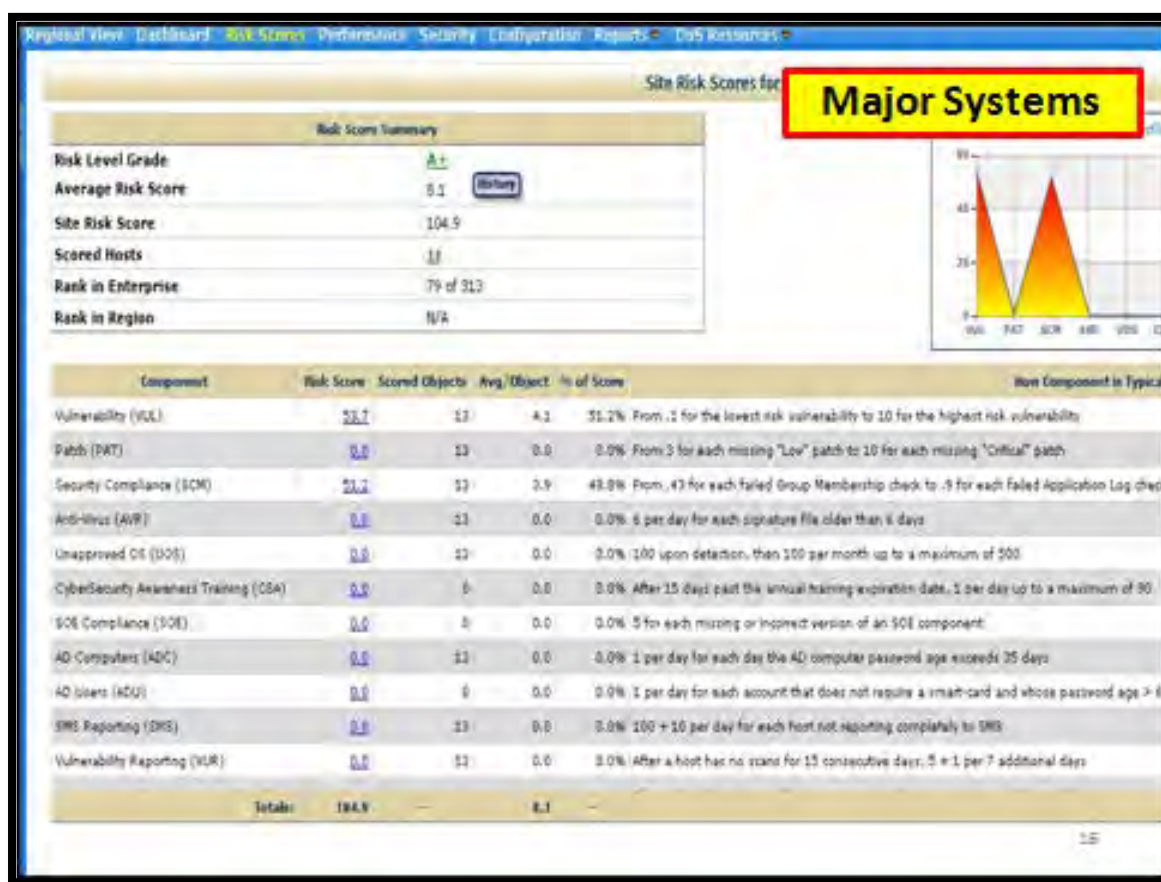 Regional View Dashboard Risk Scores Performance Security Configuration Reports DoS Resources
Site Risk Scores for
Major Systems
Risk Score Summary
Risk Level Grade A+
Average Risk Score 8.1 History
Site Risk Score 104.9
Scored Hosts
Rank in Enterprise 79 of 313
Rank in Region N/A
40
20
0
VUL PAT SCM AVR UOS
Component Risk Score Scored Objects Avg/Object % of Score How Component is Typica
Vulnerability (VUL) 53.7 13 4.1 51.2% From .1 for the lowest risk vulnerability to 10 for the highest risk vulnerability
Patch (PAT) 0.0 13 0.0 0.0% From 3 for each missing "Low" patch to 10 for each missing "Critical" patch
Security Compliance (SCM) 51.2 13 3.9 48.8% From .43 for each failed Group Membership check to .9 for each failed Application Log check
Anti-Virus (AVR) 0.0 13 0.0 0.0% 6 per day for each signature file older than 6 days
Unapproved OS (UOS) 0.0 13 0.0 0.0% 100 upon detection, then 100 per month up to a maximum of 500
CyberSecurity Awareness Training (CSA) 0.0 0 0.0 0.0% After 15 days past the annual training expiration date, 1 per day up to a maximum of 90
SOE Compliance (SOE) 0.0 0 0.0 0.0% 5 for each missing or incorrect version of an SOE component
AD Computers (ADC) 0.0 13 0.0 0.0% 1 per day for each day the AD computer password age exceeds 35 days
AD Users (ADU) 0.0 0 0.0 0.0% 1 per day for each account that does not require a smart-card and whose password age >
SMS Reporting (SMS) 0.0 13 0.0 0.0% 100 + 10 per day for each host not reporting completely to SMS
Vulnerability Reporting (VUR) 0.0 13 0.0 0.0% After a host has no scans for 15 consecutive days, 5 + 1 per 7 additional days
Totals: 104.9 -- 8.1 --